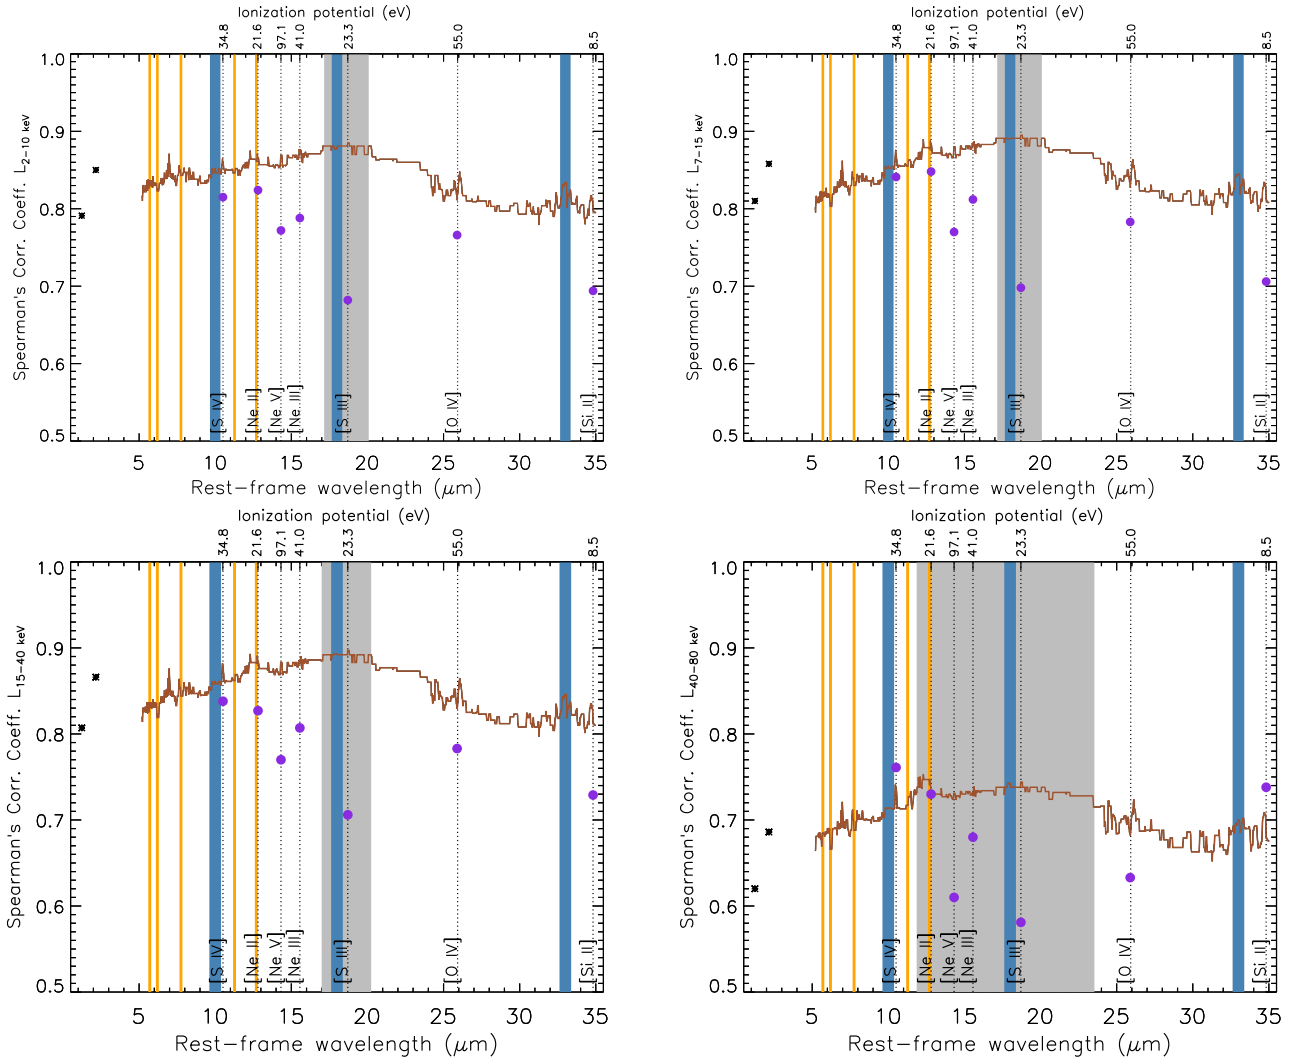 Ionization potential (eV)
34.8 21.6 97.1 41.0 23.3 55.0 8.5
1.0
0.9
0.8
0.7
0.6
0.5
Spearman's Corr. Coeff. L2−10 keV
[S IV] [Ne II] [Ne V] [Ne III] [S III] [O IV] [Si II]
5 10 15 20 25 30 35
Rest−frame wavelength (μm)
Ionization potential (eV)
34.8 21.6 97.1 41.0 23.3 55.0 8.5
1.0
0.9
0.8
0.7
0.6
0.5
Spearman's Corr. Coeff. L7−15 keV
[S IV] [Ne II] [Ne V] [Ne III] [S III] [O IV] [Si II]
5 10 15 20 25 30 35
Rest−frame wavelength (μm)
Ionization potential (eV)
34.8 21.6 97.1 41.0 23.3 55.0 8.5
1.0
0.9
0.8
0.7
0.6
0.5
Spearman's Corr. Coeff. L15−40 keV
[S IV] [Ne II] [Ne V] [Ne III] [S III] [O IV] [Si II]
5 10 15 20 25 30 35
Rest−frame wavelength (μm)
Ionization potential (eV)
34.8 21.6 97.1 41.0 23.3 55.0 8.5
1.0
0.9
0.8
0.7
0.6
0.5
Spearman's Corr. Coeff. L40−80 keV
[S IV] [Ne II] [Ne V] [Ne III] [S III] [O IV] [Si II]
5 10 15 20 25 30 35
Rest−frame wavelength (μm)